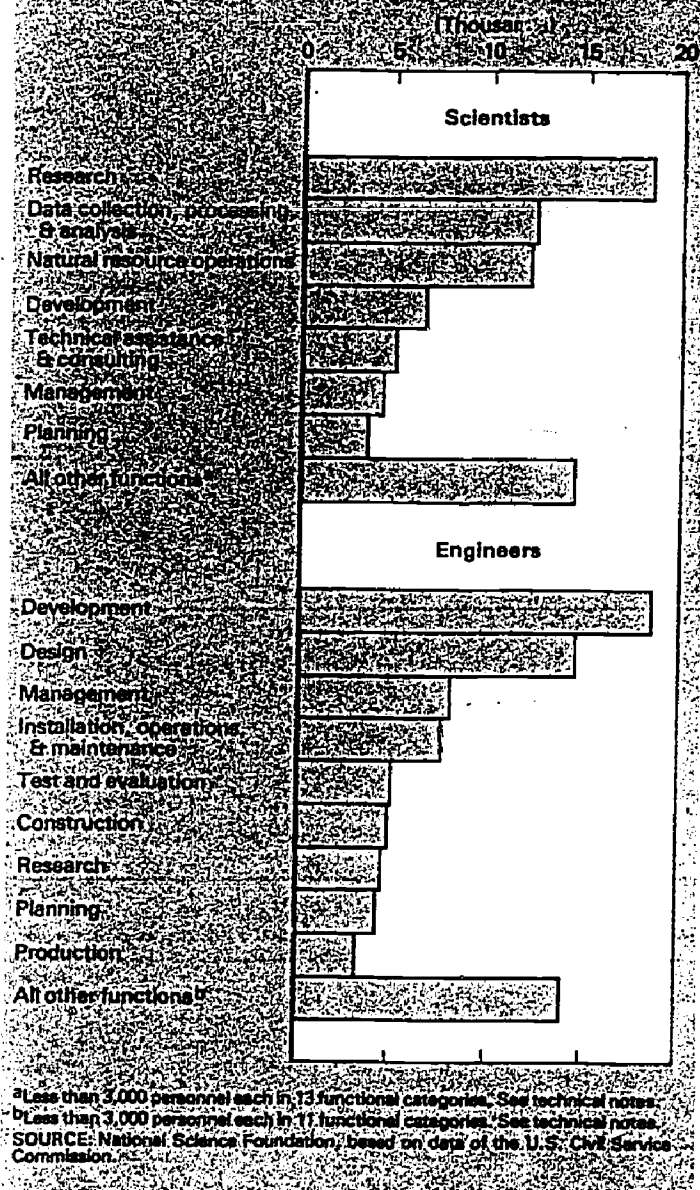 (Thousands)
0 5 10 15 20
Scientists
Research
Data collection, processing
& analysis
Natural resource operations
Development
Technical assistance
& consulting
Management
Planning
All other functions a
Engineers
Development
Design
Management
Installation, operations,
& maintenance
Test and evaluation
Construction
Research
Planning
Production
All other functions b
a Less than 3,000 personnel each in 13 functional categories. See technical notes.
b Less than 3,000 personnel each in 11 functional categories. See technical notes.
SOURCE: National Science Foundation, based on data of the U.S. Civil Service
Commission.